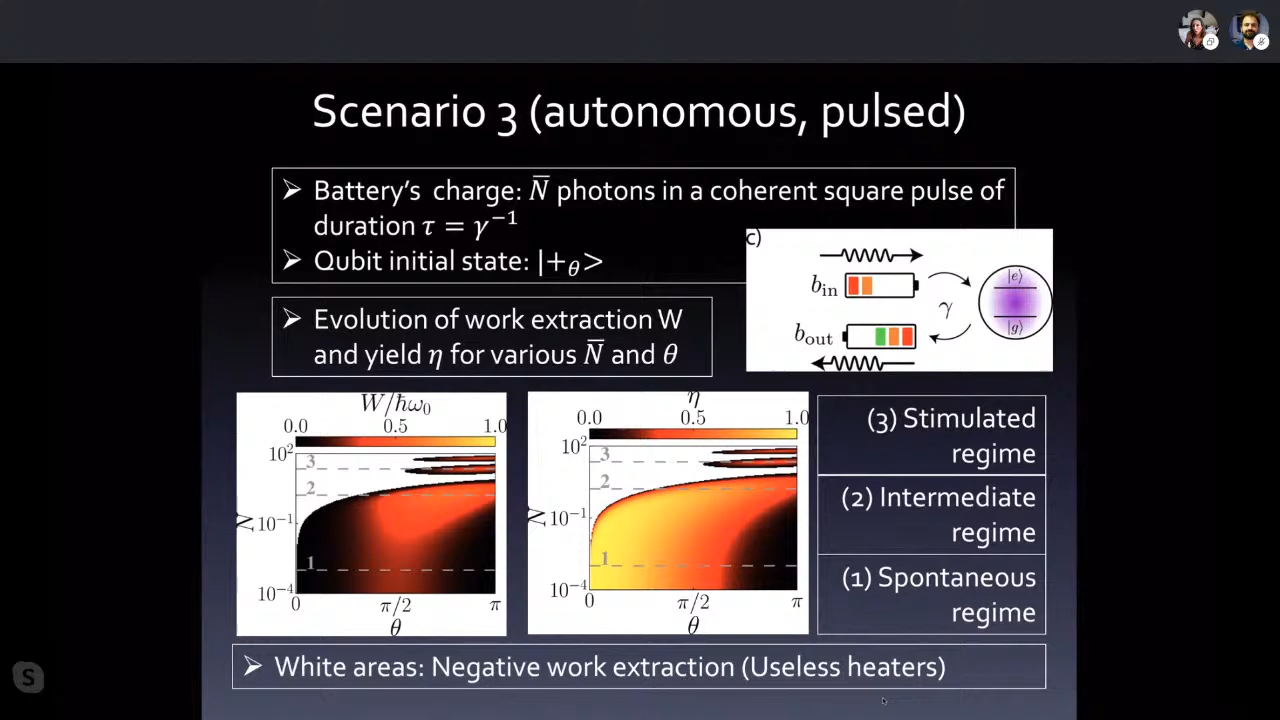 Scenario 3 (autonomous, pulsed)
➢ Battery's charge: N̅ photons in a coherent square pulse of
duration τ = γ⁻¹
➢ Qubit initial state: |+θ>
c)
b_in
|e⟩
γ
|g⟩
b_out
➢ Evolution of work extraction W
and yield η for various N̅ and θ
W/ħω₀
0.0 0.5 1.0
10²
3
2
N
10⁻¹
1
10⁻⁴
0 π/2 π
θ
η
0.0 0.5 1.0
10²
3
2
N
10⁻¹
1
10⁻⁴
0 π/2 π
θ
(3) Stimulated
regime
(2) Intermediate
regime
(1) Spontaneous
regime
➢ White areas: Negative work extraction (Useless heaters)
S